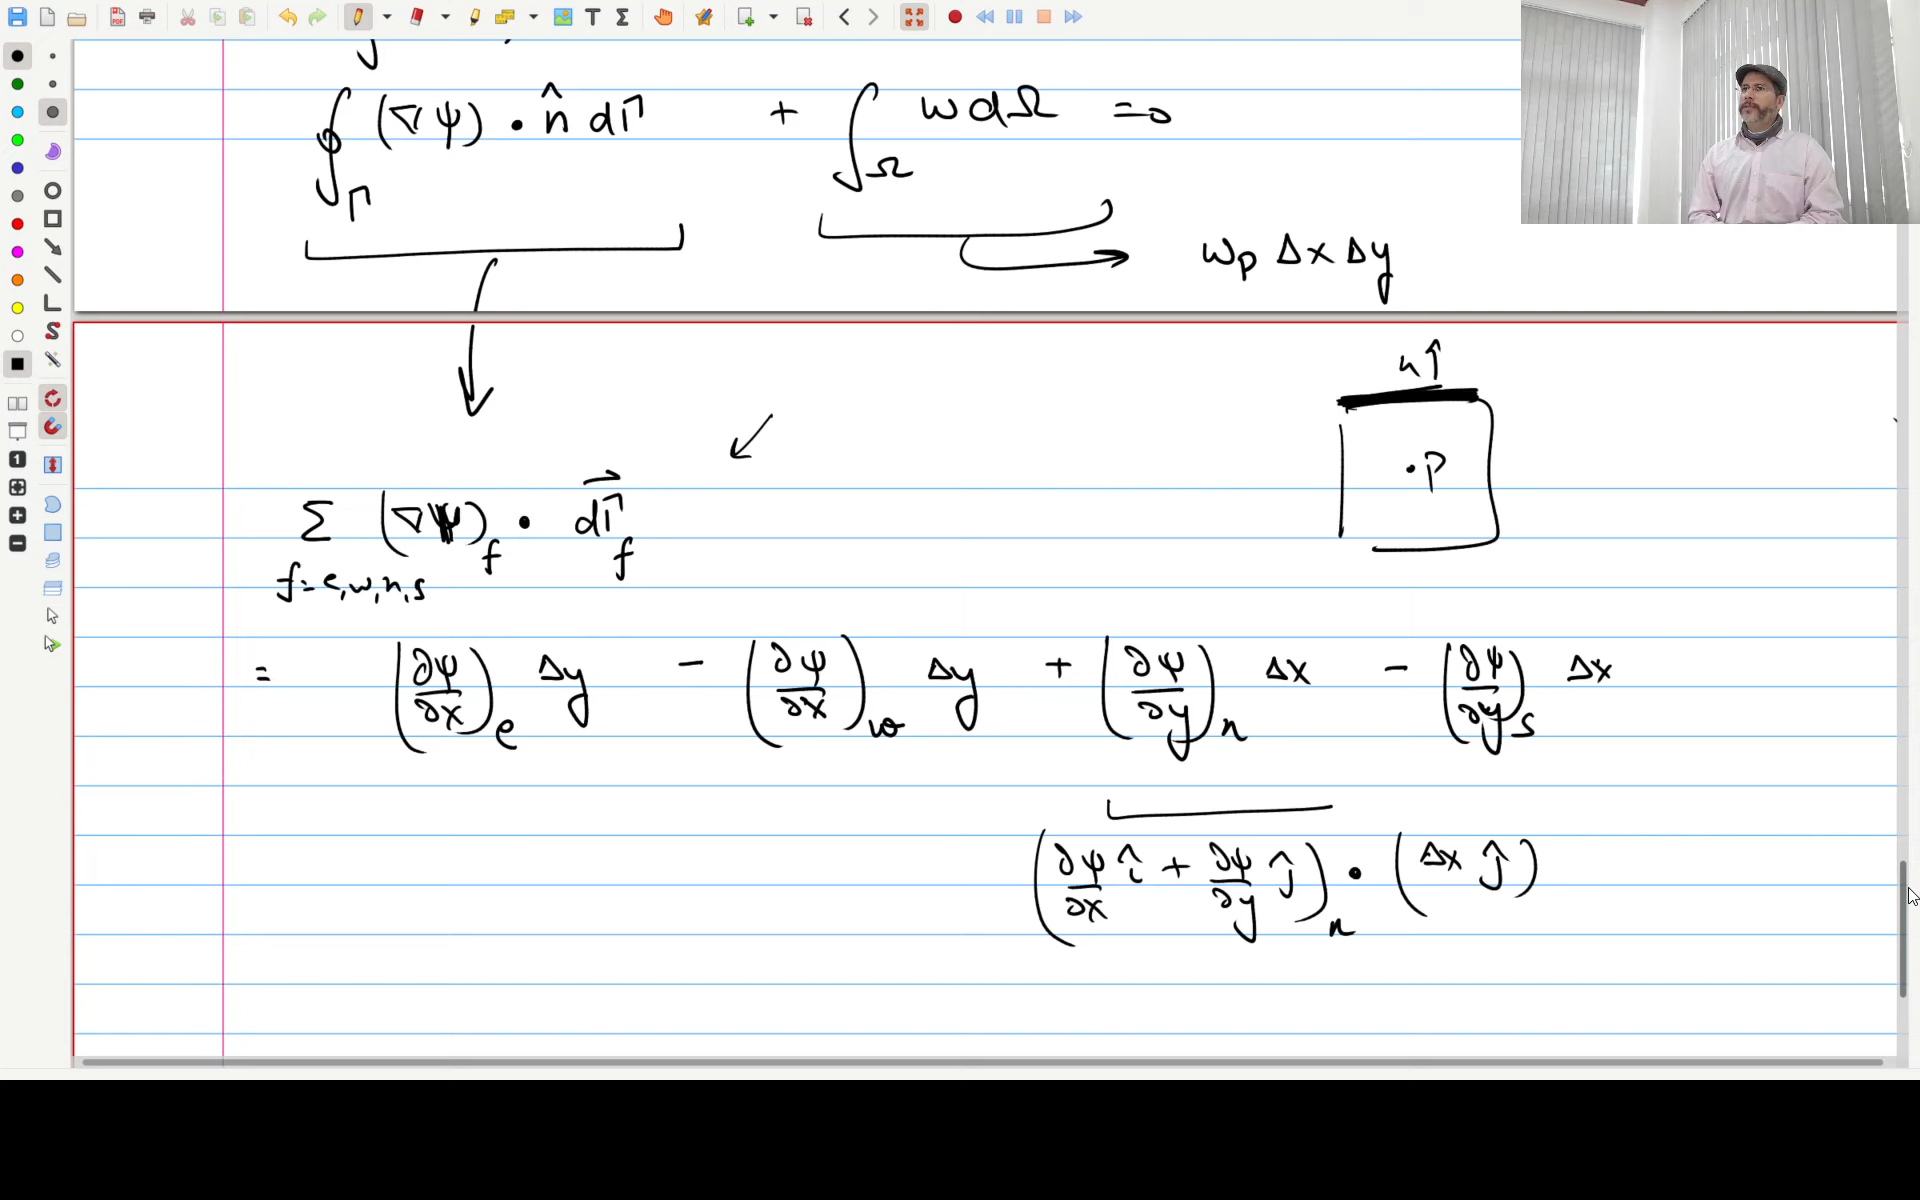 ∮_Γ (∇ψ) • n̂ dΓ + ∫_Ω ω dΩ = 0
ω_P Δx Δy
n↑
•P
Σ_{f=e,w,n,s} (∇ψ)_f • dΓ⃗_f
= (∂ψ/∂x)_e Δy − (∂ψ/∂x)_w Δy + (∂ψ/∂y)_n Δx − (∂ψ/∂y)_s Δx
(∂ψ/∂x î + ∂ψ/∂y ĵ)_n • (Δx ĵ)